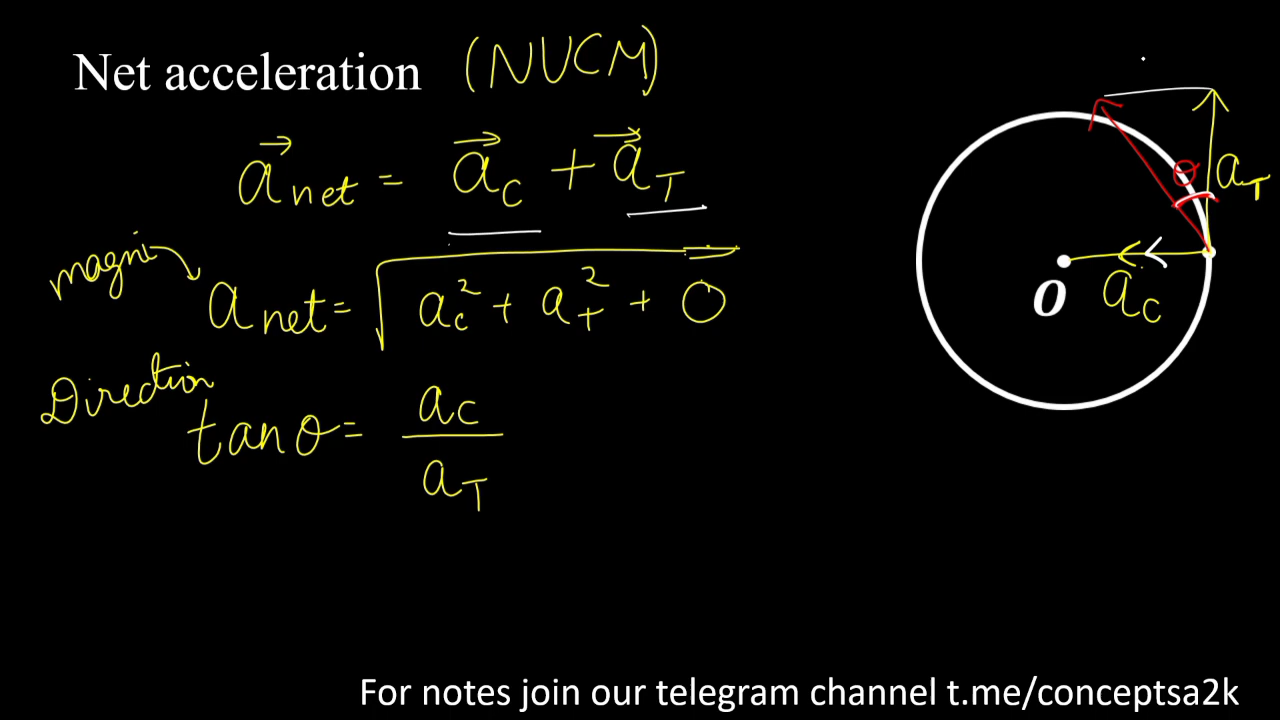 Net acceleration (NUCM)
a⃗net = a⃗C + a⃗T
magni
anet = √(aC² + aT² + 0)
Direction
tanθ = aC / aT
θ
aT
O
aC
For notes join our telegram channel t.me/conceptsa2k